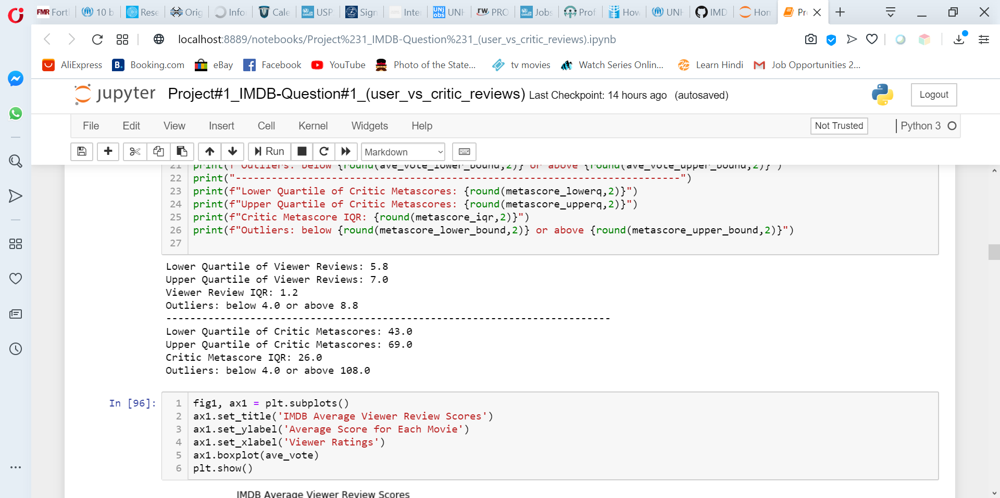 FMR Forth
10 b
Rese
Orig
Infor
Cale
USP
Sign
Inter
UNH
rw PRO
Jobs
Prof
How
UNH
IMD
Hon
Pr
localhost:8889/notebooks/Project%231_IMDB-Question%231_(user_vs_critic_reviews).ipynb
AliExpress
B. Booking.com
eBay
Facebook
YouTube
Photo of the State...
tv movies
Watch Series Onlin...
Learn Hindi
Job Opportunities 2...
jupyter Project#1_IMDB-Question#1_(user_vs_critic_reviews) Last Checkpoint: 14 hours ago (autosaved)
Logout
File Edit View Insert Cell Kernel Widgets Help
Not Trusted Python 3
Run Markdown
21 print(f"Outliers: below {round(ave_vote_lower_bound,2)} or above {round(ave_vote_upper_bound,2)}")
22 print("--------------------------------------------------------------------------")
23 print(f"Lower Quartile of Critic Metascores: {round(metascore_lowerq,2)}")
24 print(f"Upper Quartile of Critic Metascores: {round(metascore_upperq,2)}")
25 print(f"Critic Metascore IQR: {round(metascore_iqr,2)}")
26 print(f"Outliers: below {round(metascore_lower_bound,2)} or above {round(metascore_upper_bound,2)}")
27
Lower Quartile of Viewer Reviews: 5.8
Upper Quartile of Viewer Reviews: 7.0
Viewer Review IQR: 1.2
Outliers: below 4.0 or above 8.8
--------------------------------------------------------------------------
Lower Quartile of Critic Metascores: 43.0
Upper Quartile of Critic Metascores: 69.0
Critic Metascore IQR: 26.0
Outliers: below 4.0 or above 108.0
In [96]:
1 fig1, ax1 = plt.subplots()
2 ax1.set_title('IMDB Average Viewer Review Scores')
3 ax1.set_ylabel('Average Score for Each Movie')
4 ax1.set_xlabel('Viewer Ratings')
5 ax1.boxplot(ave_vote)
6 plt.show()
IMDB Average Viewer Review Scores